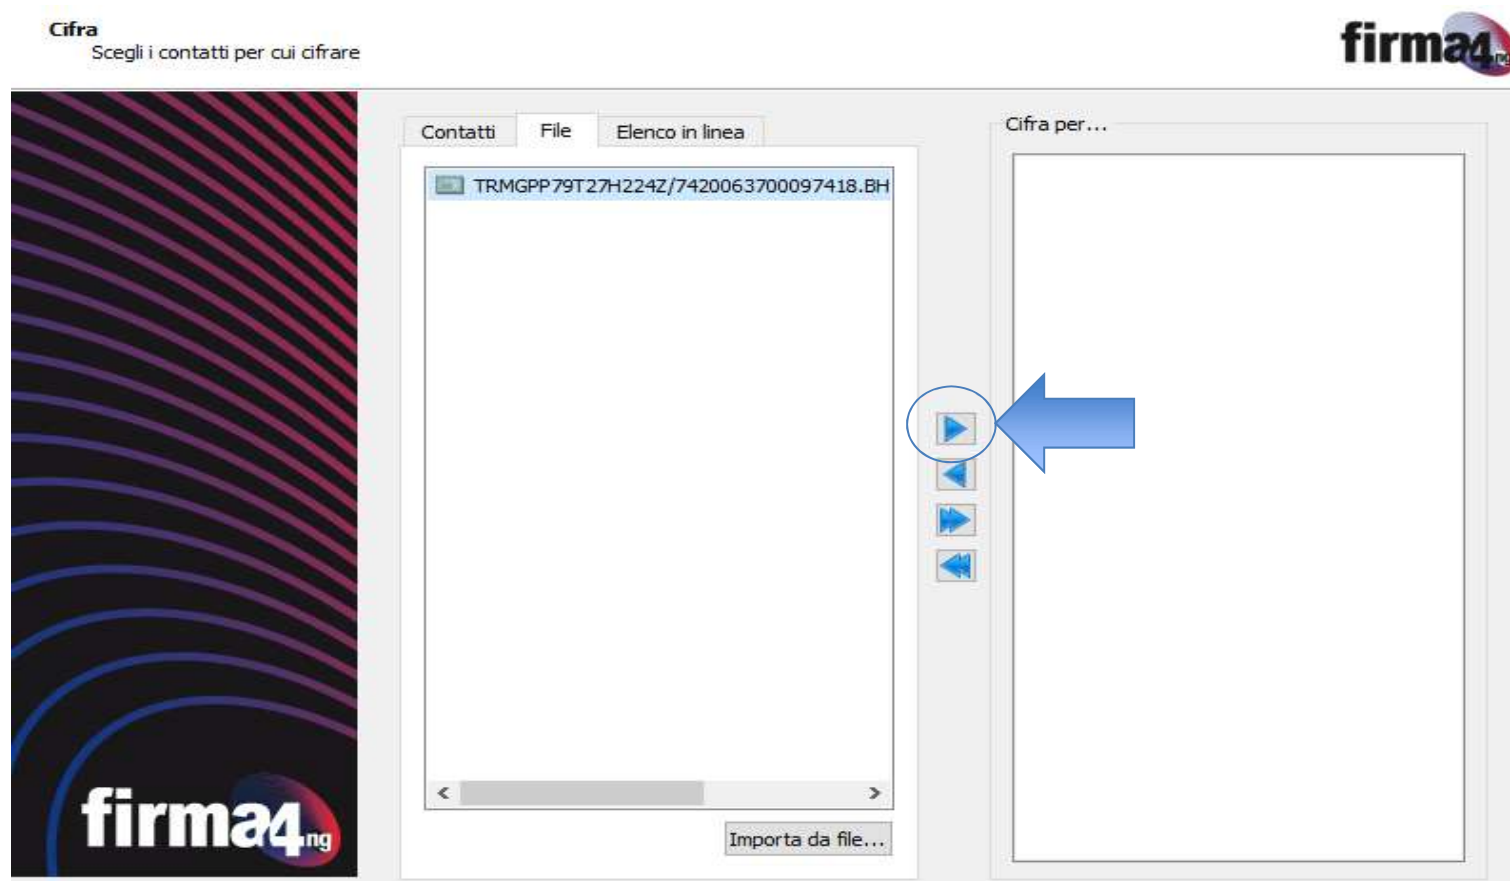 Cifra
Scegli i contatti per cui cifrare
firma4ng
Contatti File Elenco in linea
Cifra per...
TRMGPP79T27H224Z/7420063700097418.BH
Importa da file...
firma4ng